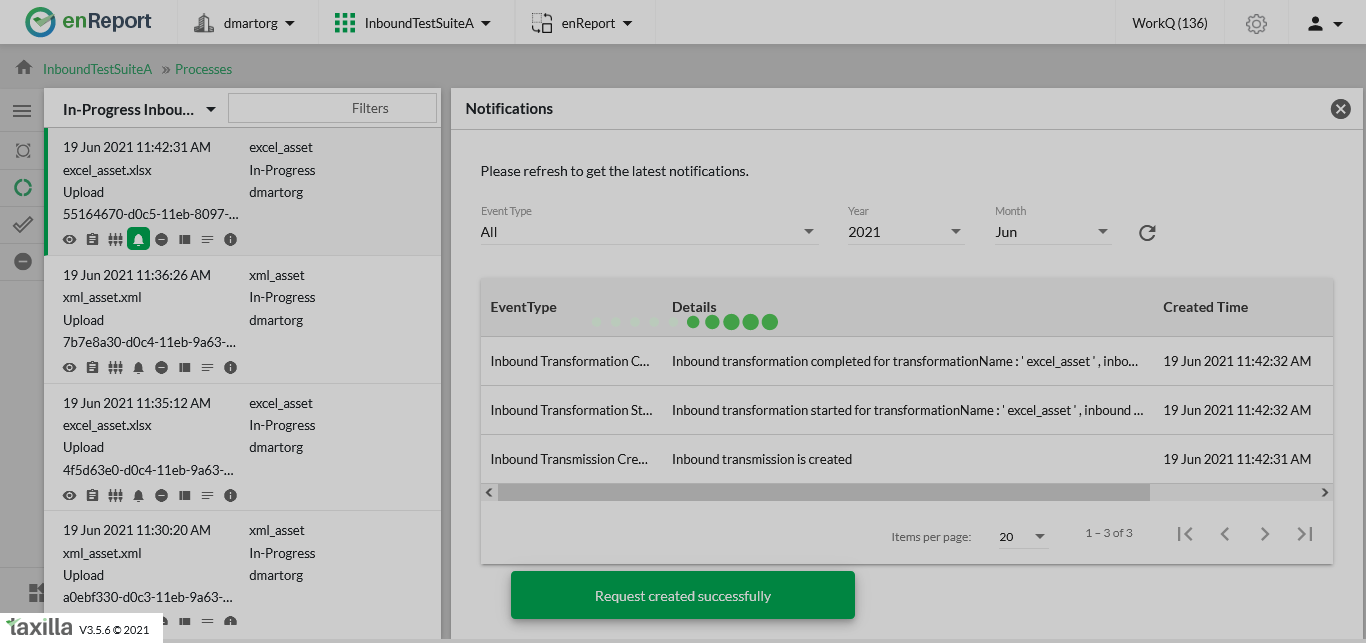 enReport
dmartorg
InboundTestSuiteA
enReport
WorkQ (136)
InboundTestSuiteA » Processes
In-Progress Inbou...
Filters
19 Jun 2021 11:42:31 AM excel_asset
excel_asset.xlsx In-Progress
Upload dmartorg
55164670-d0c5-11eb-8097-...
19 Jun 2021 11:36:26 AM xml_asset
xml_asset.xml In-Progress
Upload dmartorg
7b7e8a30-d0c4-11eb-9a63-...
19 Jun 2021 11:35:12 AM excel_asset
excel_asset.xlsx In-Progress
Upload dmartorg
4f5d63e0-d0c4-11eb-9a63-...
19 Jun 2021 11:30:20 AM xml_asset
xml_asset.xml In-Progress
Upload dmartorg
a0ebf330-d0c3-11eb-9a63-...
taxilla V3.5.6 © 2021
Notifications
Please refresh to get the latest notifications.
Event Type Year Month
All 2021 Jun
EventType Details Created Time
Inbound Transformation C... Inbound transformation completed for transformationName : ' excel_asset ' , inbo... 19 Jun 2021 11:42:32 AM
Inbound Transformation St... Inbound transformation started for transformationName : ' excel_asset ' , inbound ... 19 Jun 2021 11:42:32 AM
Inbound Transmission Cre... Inbound transmission is created 19 Jun 2021 11:42:31 AM
Items per page: 20 1 – 3 of 3
Request created successfully